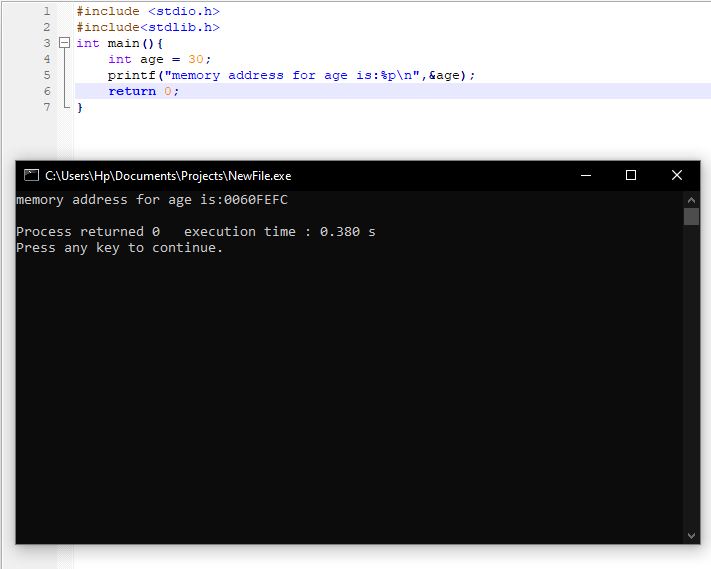 1 #include <stdio.h>
2 #include<stdlib.h>
3 int main(){
4     int age = 30;
5     printf("memory address for age is:%p\n",&age);
6     return 0;
7 }
C:\Users\Hp\Documents\Projects\NewFile.exe
memory address for age is:0060FEFC
Process returned 0   execution time : 0.380 s
Press any key to continue.